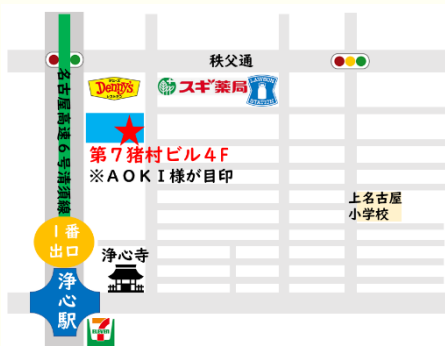 秩父通
Denny's
スギ薬局
LAWSON
STATION
名古屋高速6号清須線
第7猪村ビル4F
※AOKI様が目印
上名古屋
小学校
1番
出口
浄心寺
浄心駅
7
ELEVEN